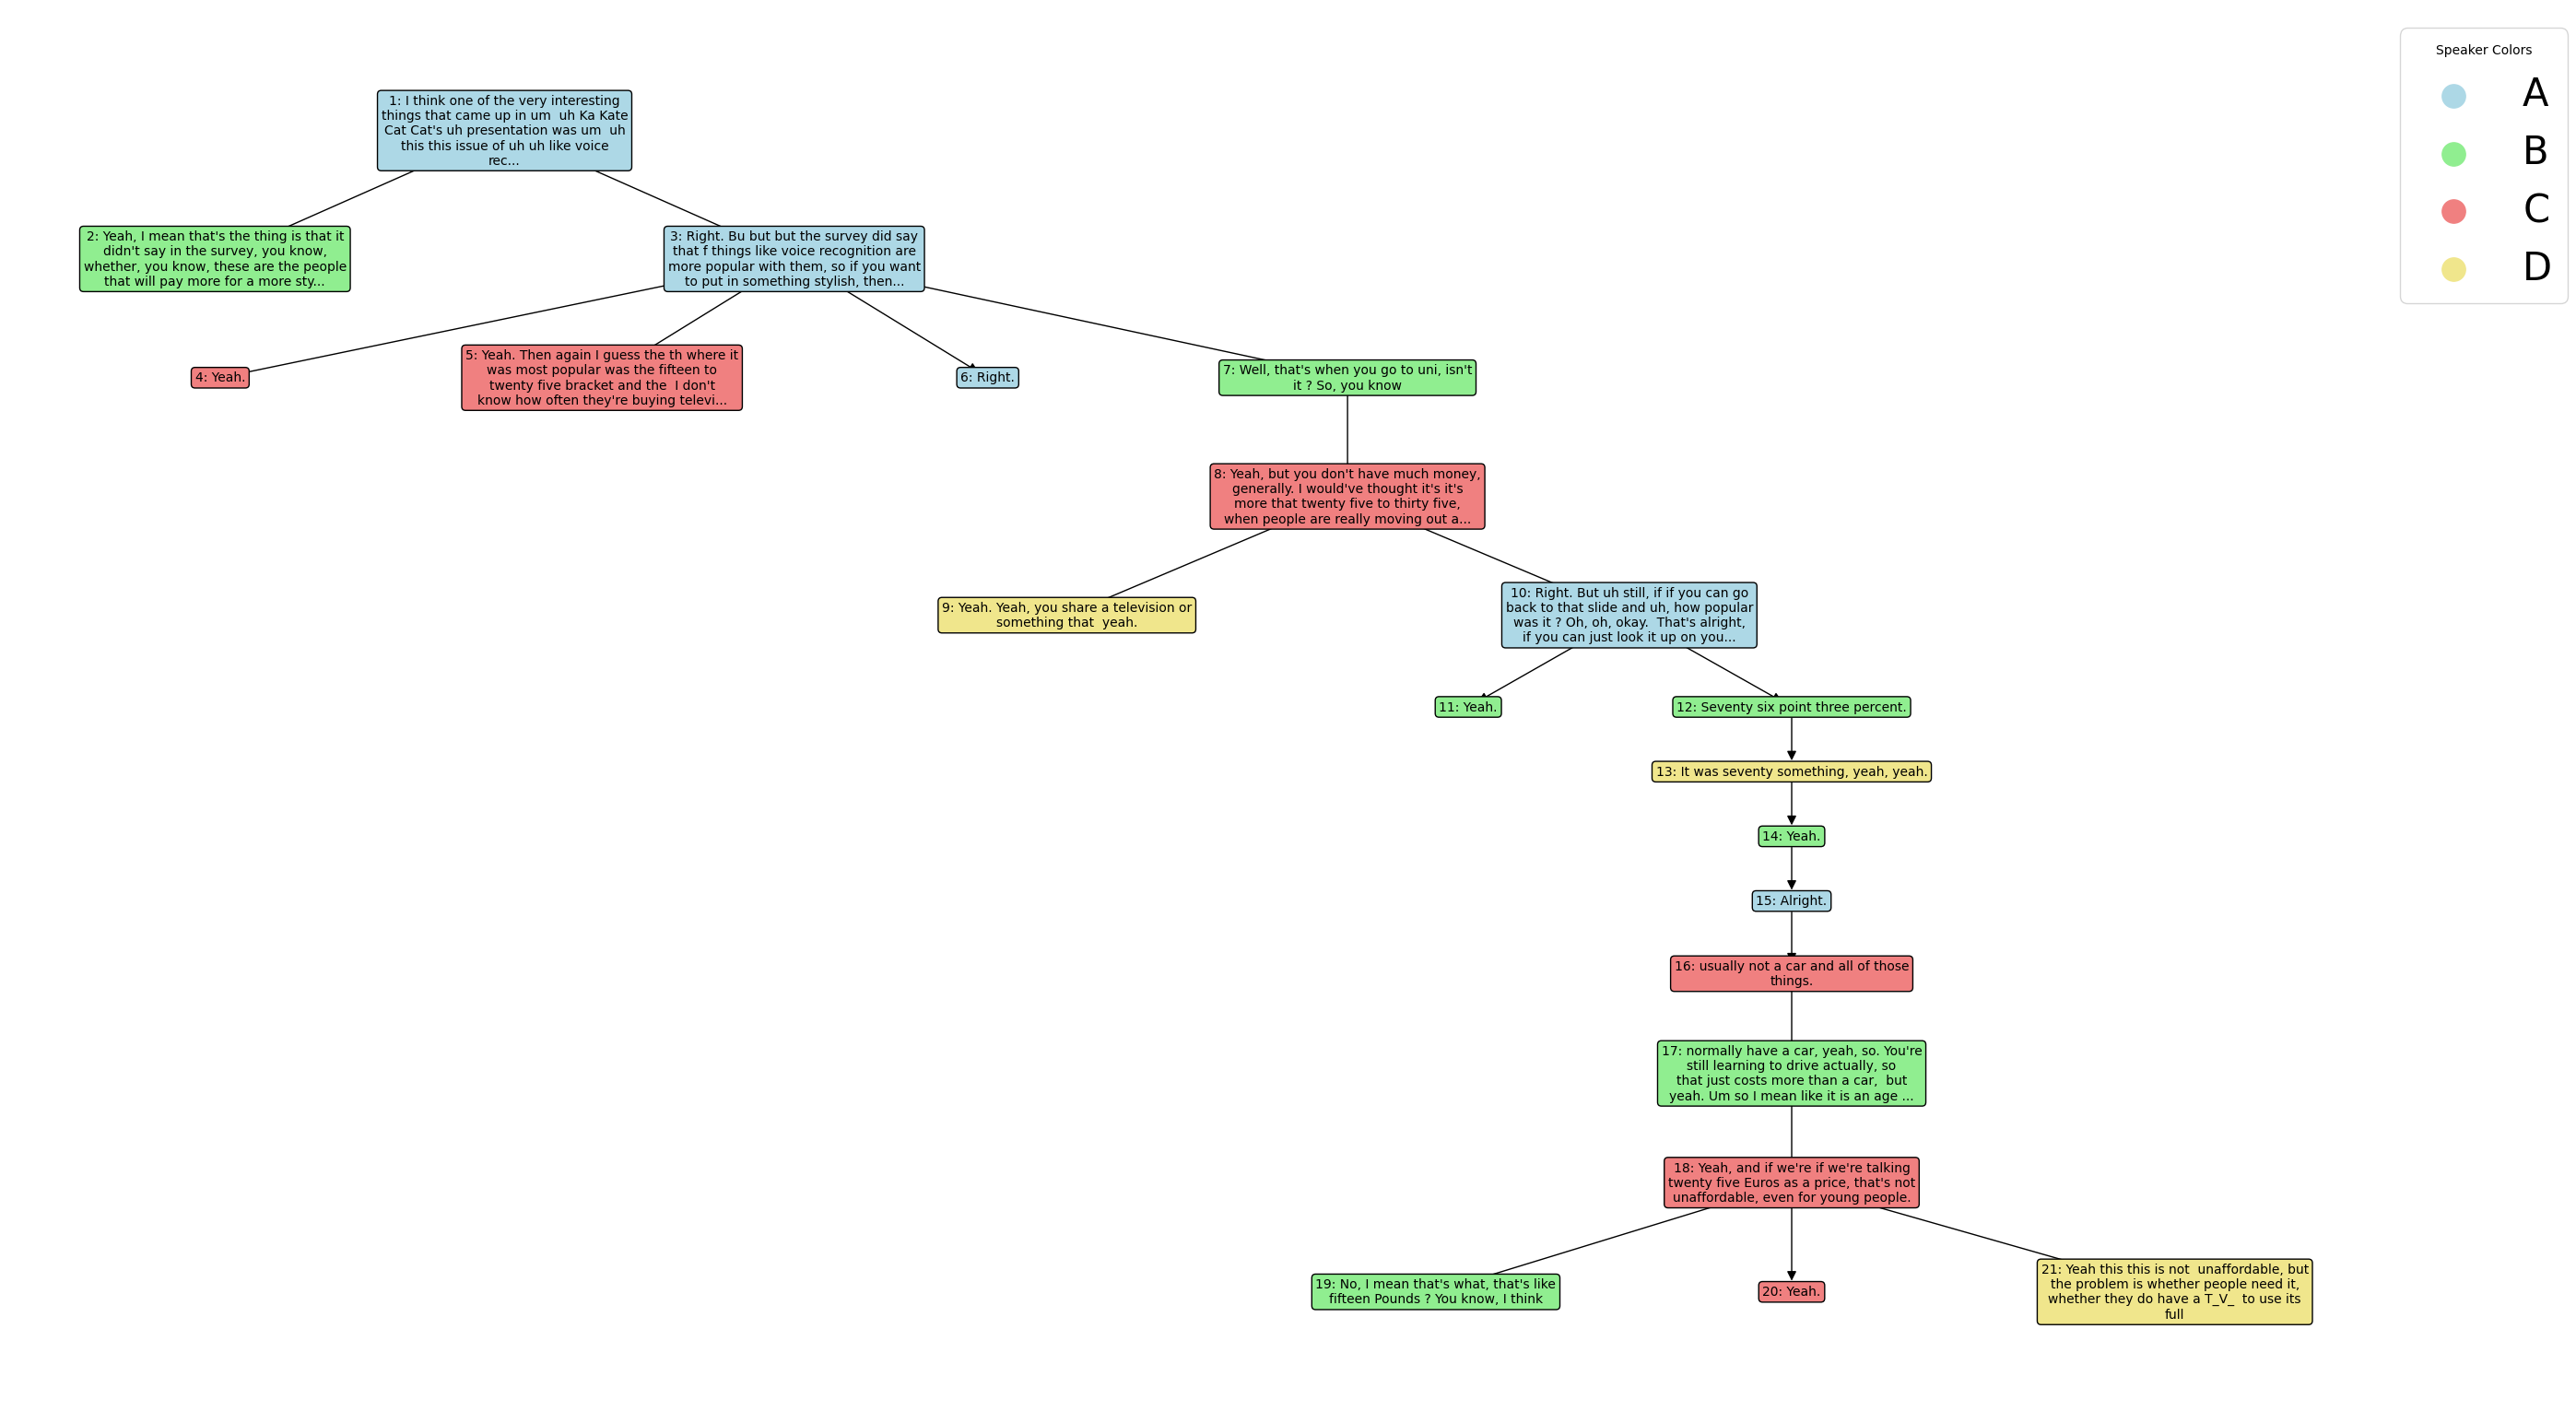 Speaker Colors
A
B
C
D
1: I think one of the very interesting
things that came up in um  uh Ka Kate
Cat Cat's uh presentation was um  uh
this this issue of uh uh like voice
rec...
2: Yeah, I mean that's the thing is that it
didn't say in the survey, you know,
whether, you know, these are the people
that will pay more for a more sty...
3: Right. Bu but but the survey did say
that f things like voice recognition are
more popular with them, so if you want
to put in something stylish, then...
4: Yeah.
5: Yeah. Then again I guess the th where it
was most popular was the fifteen to
twenty five bracket and the  I don't
know how often they're buying televi...
6: Right.
7: Well, that's when you go to uni, isn't
it ? So, you know
8: Yeah, but you don't have much money,
generally. I would've thought it's it's
more that twenty five to thirty five,
when people are really moving out a...
9: Yeah. Yeah, you share a television or
something that  yeah.
10: Right. But uh still, if if you can go
back to that slide and uh, how popular
was it ? Oh, oh, okay.  That's alright,
if you can just look it up on you...
11: Yeah.
12: Seventy six point three percent.
13: It was seventy something, yeah, yeah.
14: Yeah.
15: Alright.
16: usually not a car and all of those
things.
17: normally have a car, yeah, so. You're
still learning to drive actually, so
that just costs more than a car,  but
yeah. Um so I mean like it is an age ...
18: Yeah, and if we're if we're talking
twenty five Euros as a price, that's not
unaffordable, even for young people.
19: No, I mean that's what, that's like
fifteen Pounds ? You know, I think
20: Yeah.
21: Yeah this this is not  unaffordable, but
the problem is whether people need it,
whether they do have a T_V_  to use its
full